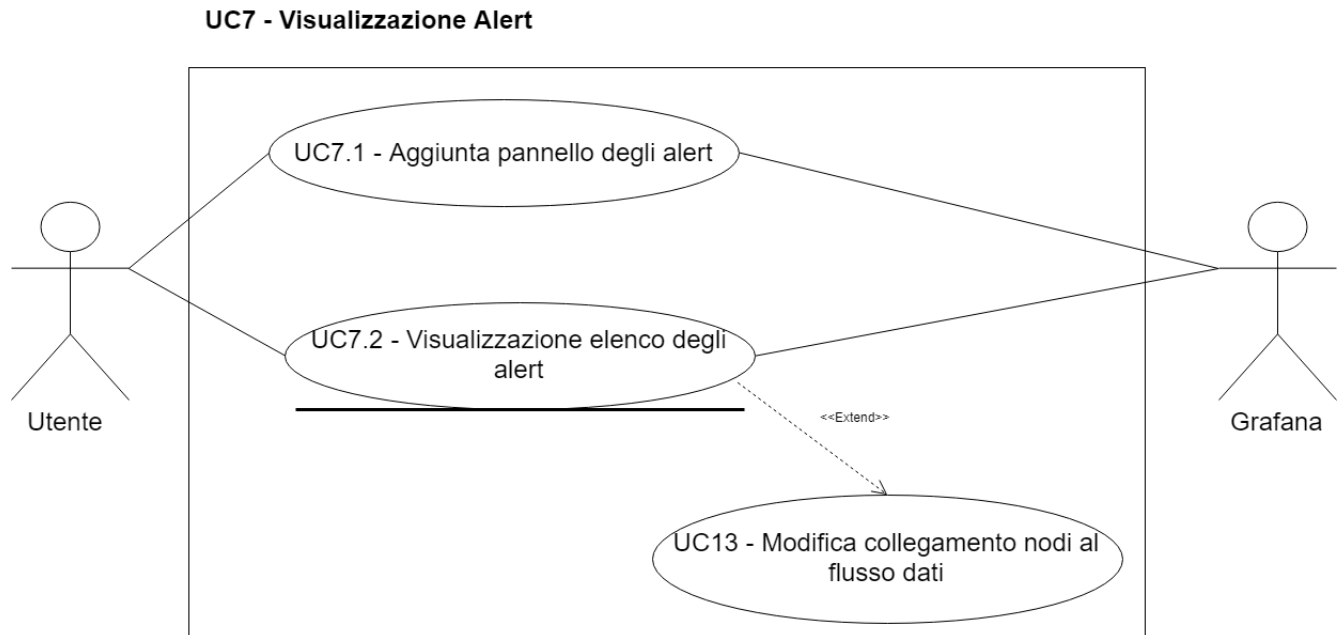 UC7 - Visualizzazione Alert
UC7.1 - Aggiunta pannello degli alert
UC7.2 - Visualizzazione elenco degli
alert
Utente
<<Extend>>
Grafana
UC13 - Modifica collegamento nodi al
flusso dati